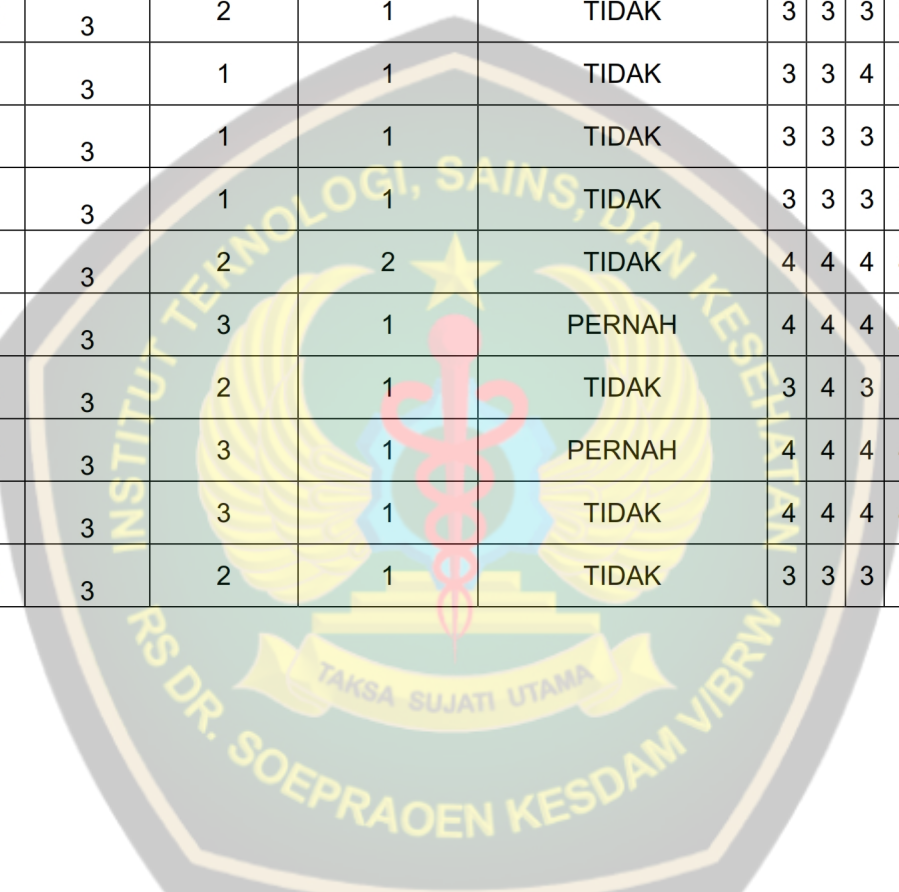 3 2 1 TIDAK 3 3 3
3 1 1 TIDAK 3 3 4
3 1 1 TIDAK 3 3 3
3 1 1 TIDAK 3 3 3
3 2 2 TIDAK 4 4 4
3 3 1 PERNAH 4 4 4
3 2 1 TIDAK 3 4 3
3 3 1 PERNAH 4 4 4
3 3 1 TIDAK 4 4 4
3 2 1 TIDAK 3 3 3
INSTITUT TEKNOLOGI, SAINS, DAN KESEHATAN
TAKSA SUJATI UTAMA
RS DR. SOEPRAOEN KESDAM V/BRW